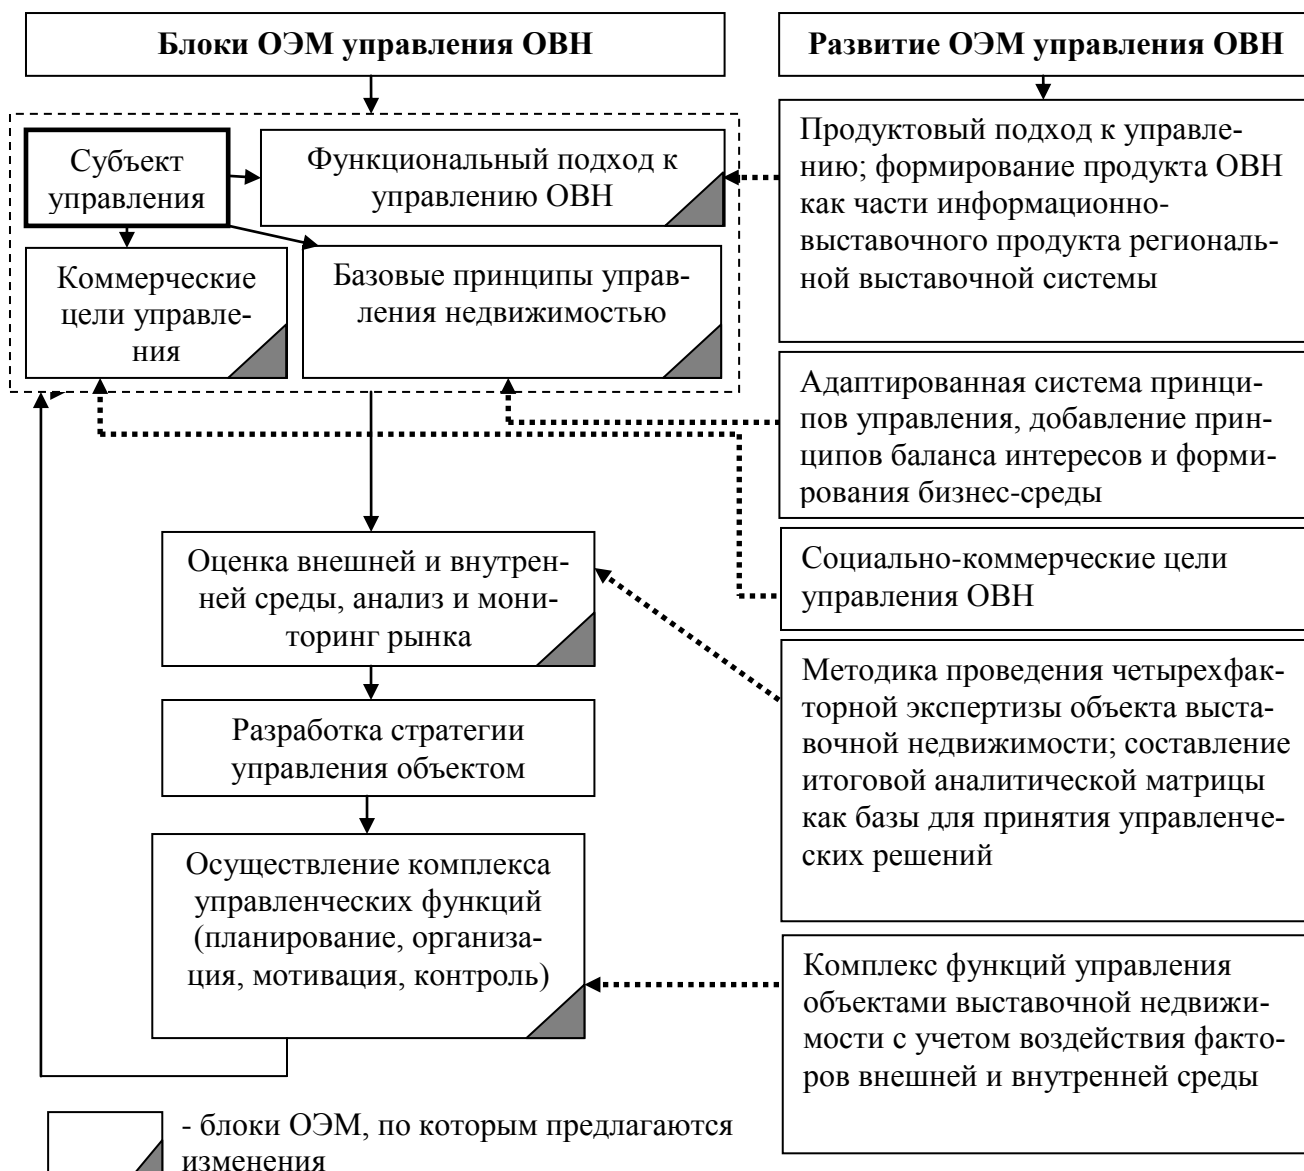 Блоки ОЭМ управления ОВН
Субъект
управления
Функциональный подход к
управлению ОВН
Коммерческие
цели управле-
ния
Базовые принципы управ-
ления недвижимостью
Оценка внешней и внутрен-
ней среды, анализ и мони-
торинг рынка
Разработка стратегии
управления объектом
Осуществление комплекса
управленческих функций
(планирование, организа-
ция, мотивация, контроль)
Развитие ОЭМ управления ОВН
Продуктовый подход к управле-
нию; формирование продукта ОВН
как части информационно-
выставочного продукта региональ-
ной выставочной системы
Адаптированная система принци-
пов управления, добавление прин-
ципов баланса интересов и форми-
рования бизнес-среды
Социально-коммерческие цели
управления ОВН
Методика проведения четырехфак-
торной экспертизы объекта выста-
вочной недвижимости; составление
итоговой аналитической матрицы
как базы для принятия управленче-
ских решений
Комплекс функций управления
объектами выставочной недвижи-
мости с учетом воздействия факто-
ров внешней и внутренней среды
- блоки ОЭМ, по которым предлагаются
изменения